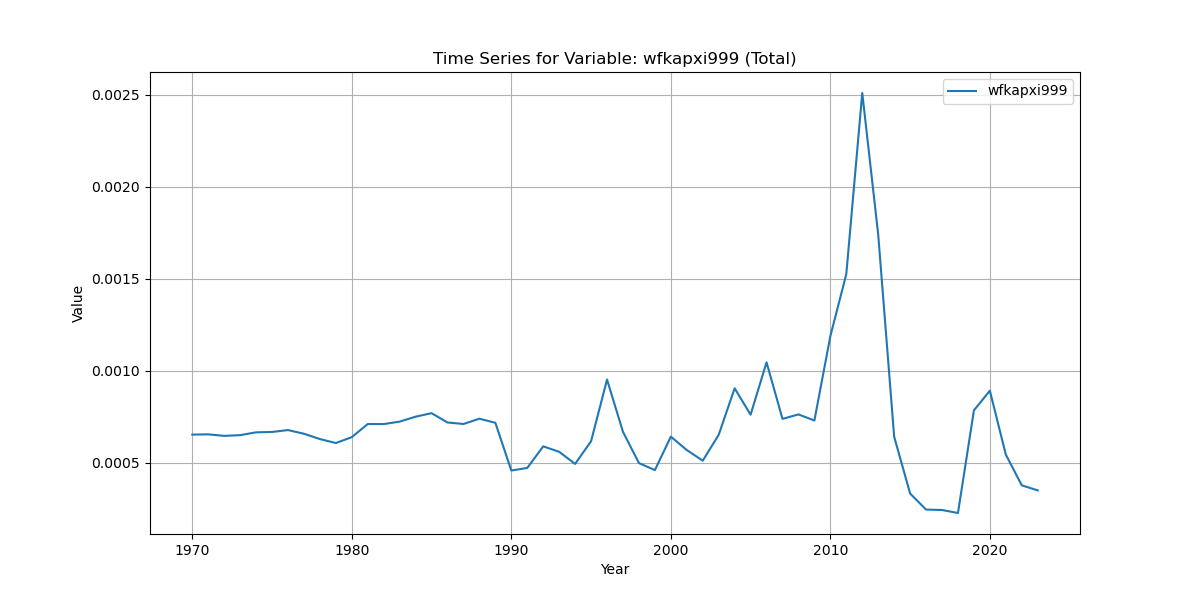 Time Series for Variable: wfkapxi999 (Total)
wfkapxi999
0.0025
0.0020
0.0015
0.0010
0.0005
Value
1970 1980 1990 2000 2010 2020
Year